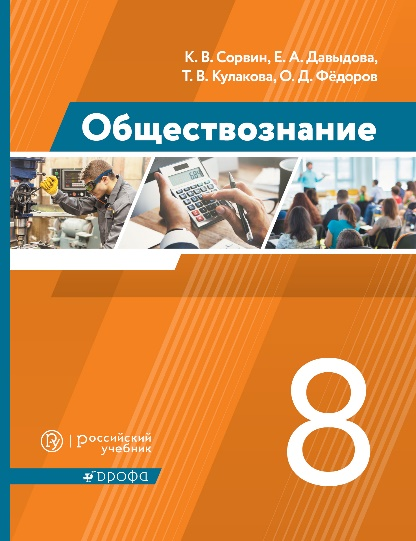 К. В. Сорвин, Е. А. Давыдова,
Т. В. Кулакова, О. Д. Фёдоров
Обществознание
8
российский
учебник
дрофа